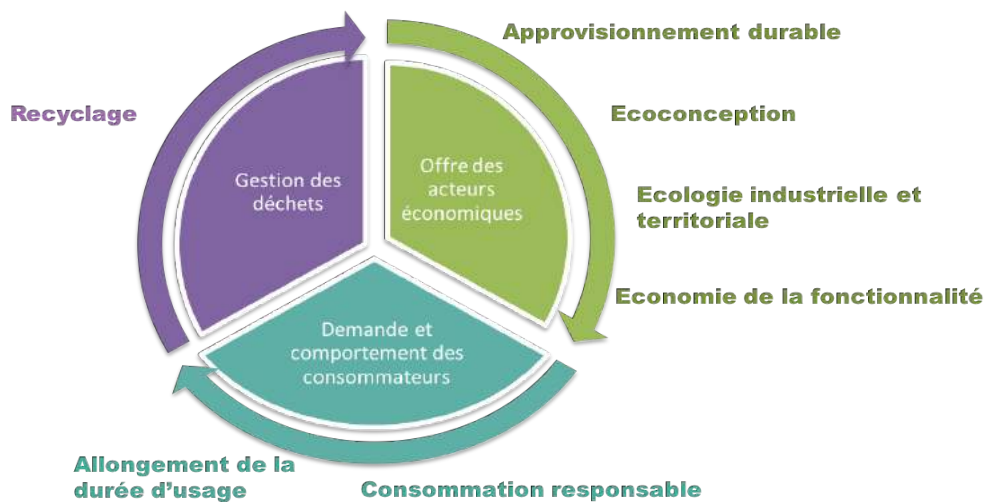 Approvisionnement durable
Recyclage
Ecoconception
Gestion des
déchets
Offre des
acteurs
économiques
Ecologie industrielle et
territoriale
Economie de la fonctionnalité
Demande et
comportement des
consommateurs
Allongement de la
durée d'usage
Consommation responsable